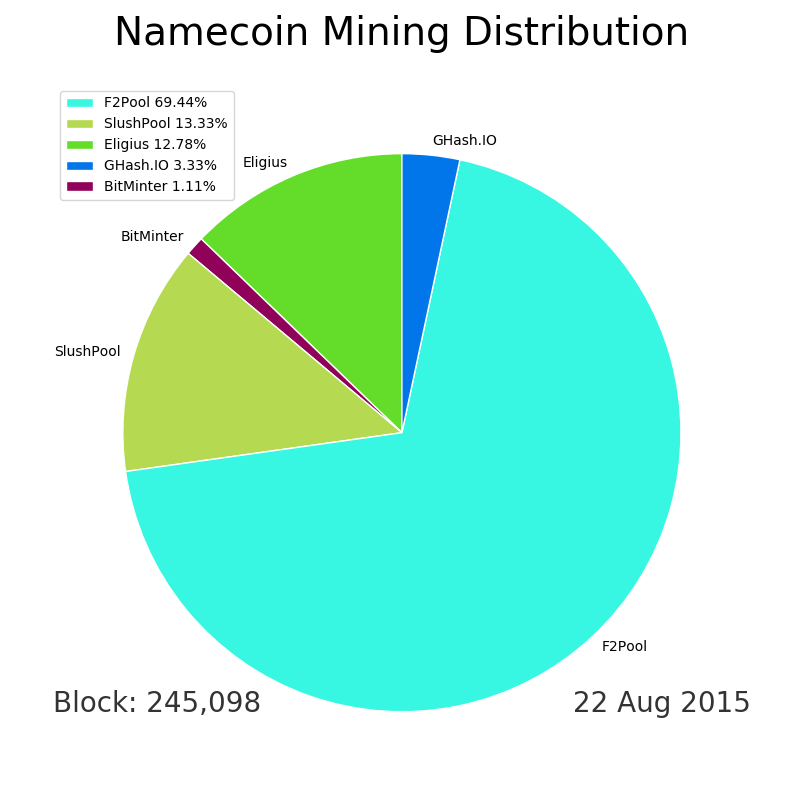 Namecoin Mining Distribution
F2Pool 69.44%
SlushPool 13.33%
Eligius 12.78%
GHash.IO 3.33%
BitMinter 1.11%
GHash.IO
Eligius
BitMinter
SlushPool
F2Pool
Block: 245,098
22 Aug 2015